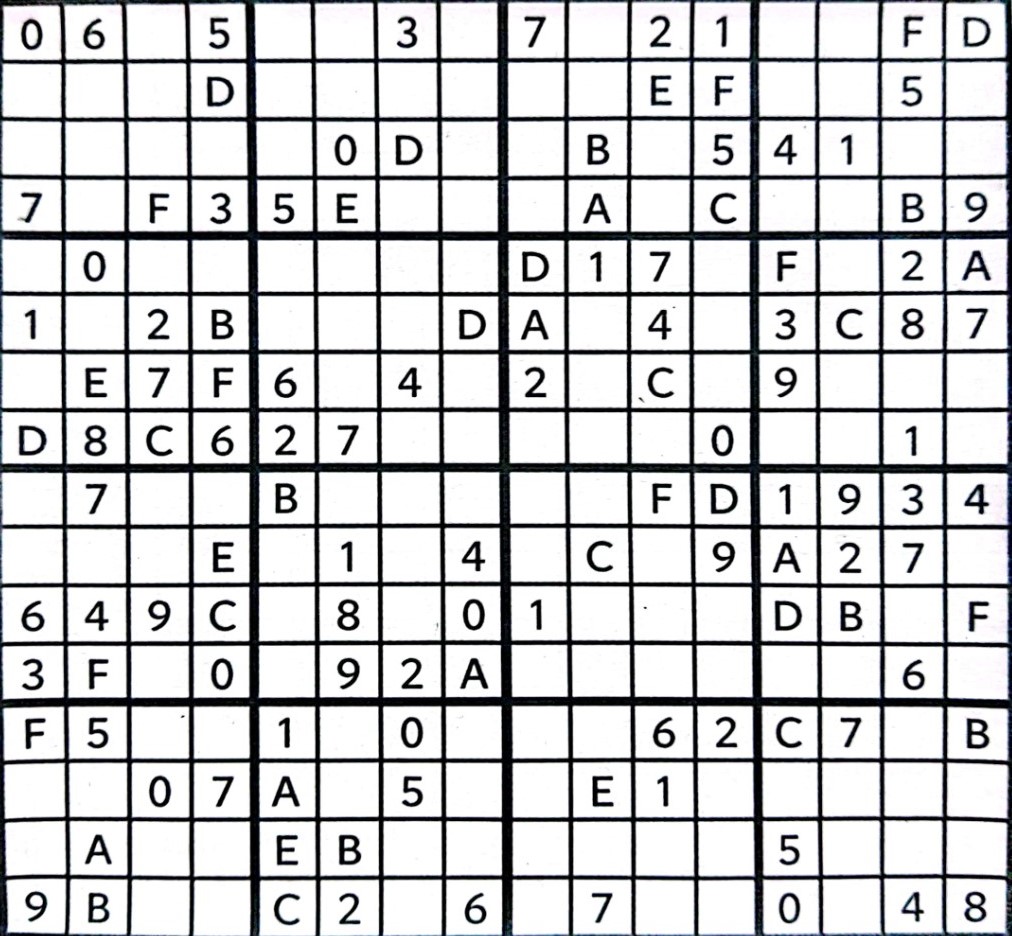 0 6 5 3 7 2 1 F D
D E F 5
0 D B 5 4 1
7 F 3 5 E A C B 9
0 D 1 7 F 2 A
1 2 B D A 4 3 C 8 7
E 7 F 6 4 2 C 9
D 8 C 6 2 7 0 1
7 B F D 1 9 3 4
E 1 4 C 9 A 2 7
6 4 9 C 8 0 1 D B F
3 F 0 9 2 A 6
F 5 1 0 6 2 C 7 B
0 7 A 5 E 1
A E B 5
9 B C 2 6 7 0 4 8